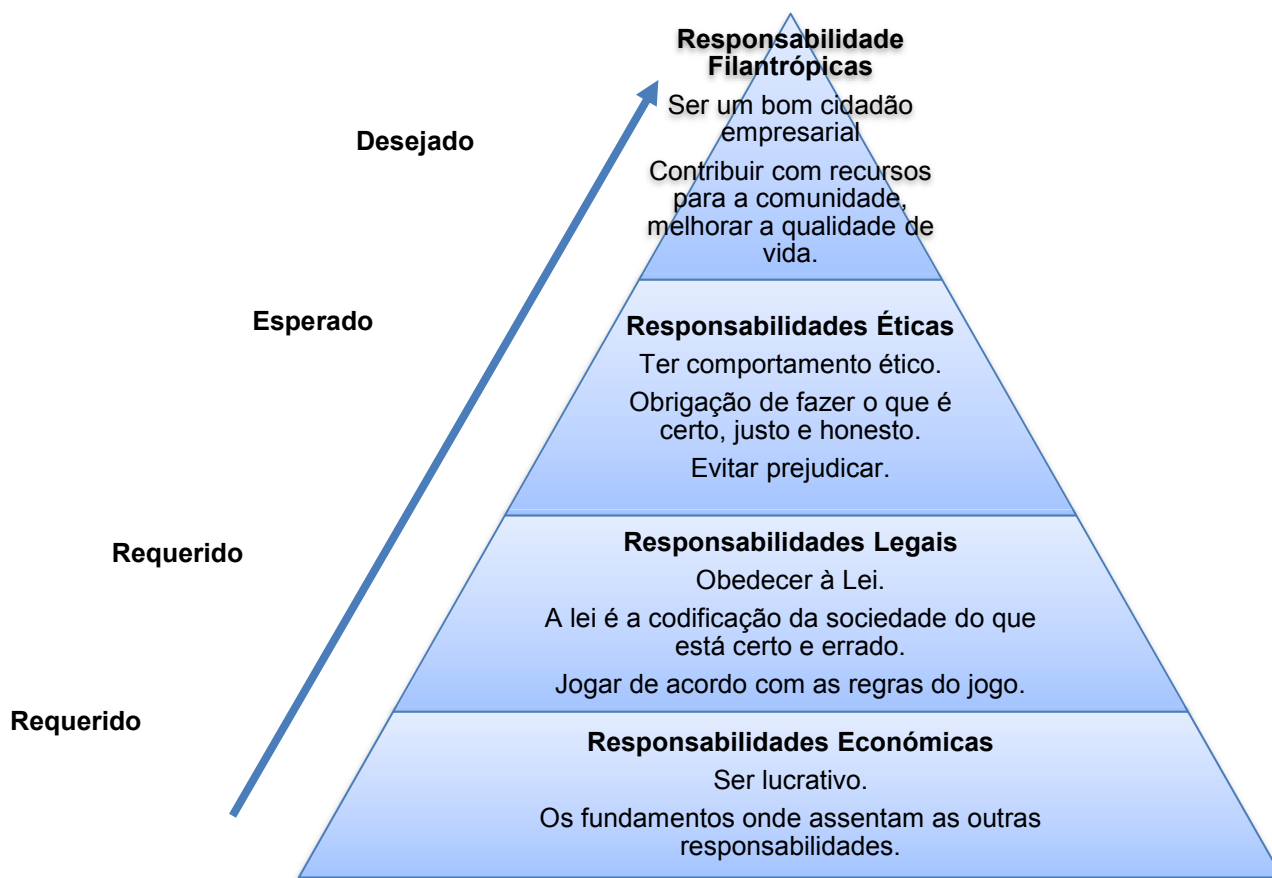 Responsabilidade
Filantrópicas
Ser um bom cidadão
empresarial
Contribuir com recursos
para a comunidade,
melhorar a qualidade de
vida.
Desejado
Esperado
Responsabilidades Éticas
Ter comportamento ético.
Obrigação de fazer o que é
certo, justo e honesto.
Evitar prejudicar.
Requerido
Responsabilidades Legais
Obedecer à Lei.
A lei é a codificação da sociedade do que
está certo e errado.
Jogar de acordo com as regras do jogo.
Requerido
Responsabilidades Económicas
Ser lucrativo.
Os fundamentos onde assentam as outras
responsabilidades.